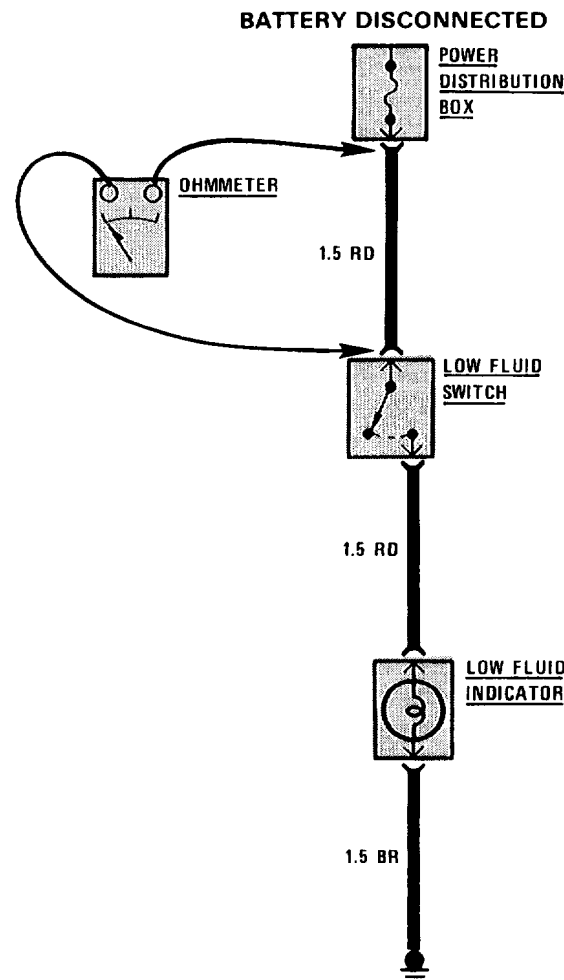 BATTERY DISCONNECTED
POWER
DISTRIBUTION
BOX
OHMMETER
1.5 RD
LOW FLUID
SWITCH
1.5 RD
LOW FLUID
INDICATOR
1.5 BR